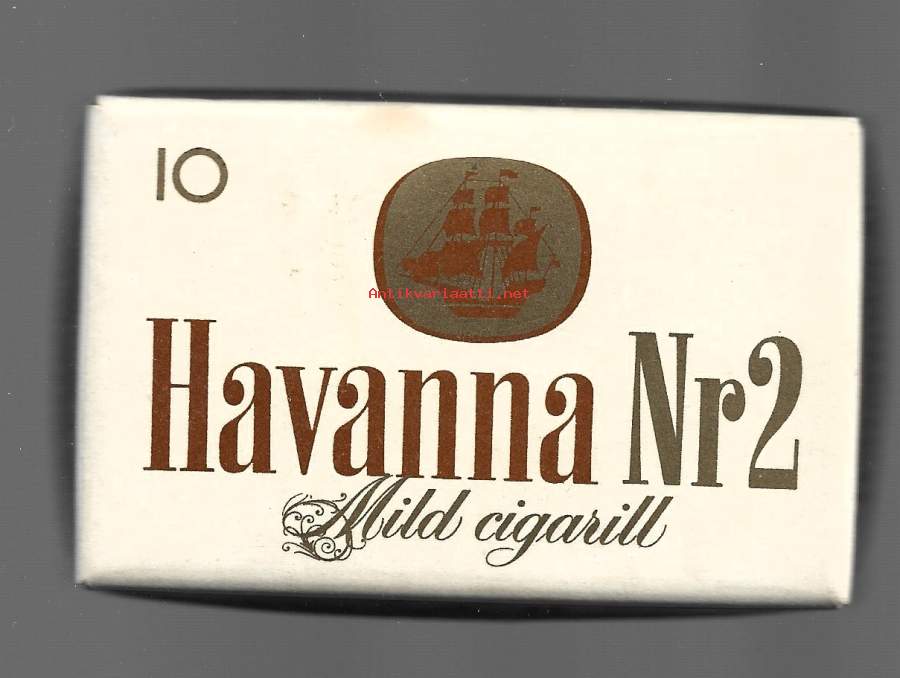 10
Antikvariaatti.net
Havanna Nr2
Mild cigarill